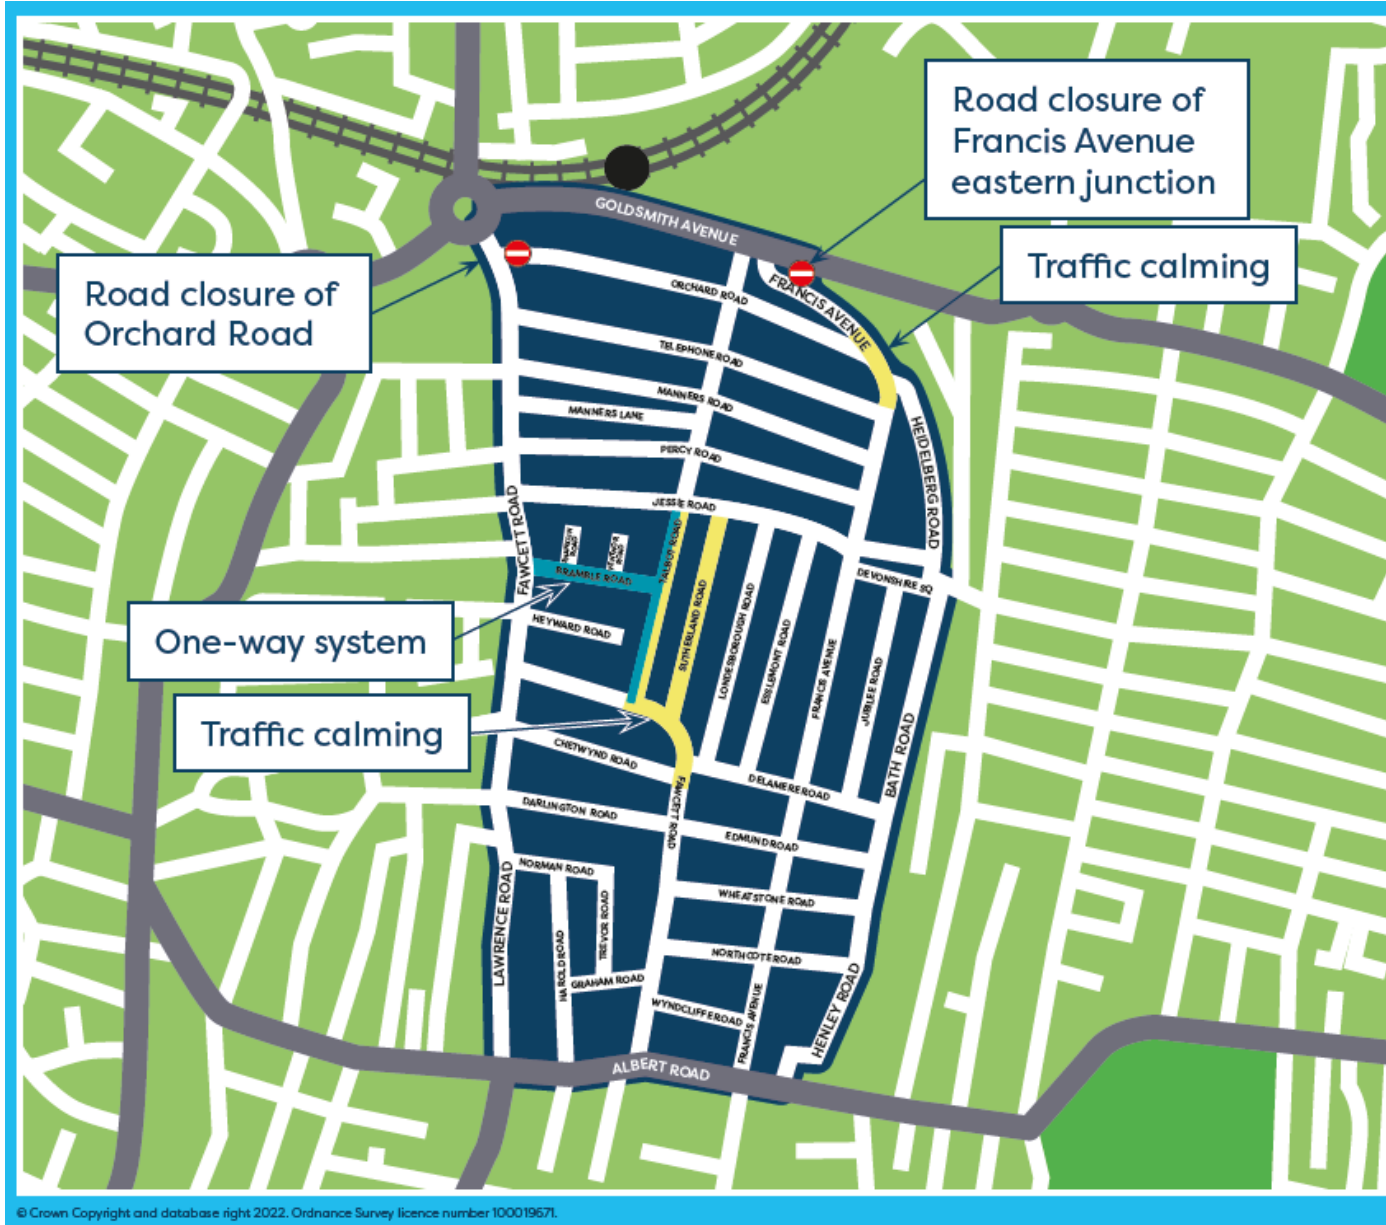 Road closure of
Francis Avenue
eastern junction
GOLDSMITH AVENUE
Traffic calming
Road closure of
Orchard Road
ORCHARD ROAD
FRANCIS AVENUE
TELEPHONE ROAD
MANNERS ROAD
MANNERS LANE
PERCY ROAD
HEIDELBERG ROAD
JESSIE ROAD
FAWCETT ROAD
TALBOT ROAD
BRAMBLE ROAD
DEVONSHIRE SQ
HEYWARD ROAD
SUTHERLAND ROAD
LONDESBOROUGH ROAD
ESSLEMONT ROAD
FRANCIS AVENUE
JUBILEE ROAD
BATH ROAD
One-way system
Traffic calming
CHETWYND ROAD
DELAMERE ROAD
FAWCETT ROAD
DARLINGTON ROAD
EDMUND ROAD
NORMAN ROAD
WHEATSTONE ROAD
LAWRENCE ROAD
HAROLD ROAD
TREVOR ROAD
NORTHCOTE ROAD
GRAHAM ROAD
WYNDCLIFFE ROAD
FRANCIS AVENUE
HENLEY ROAD
ALBERT ROAD
© Crown Copyright and database right 2022. Ordnance Survey licence number 100019671.